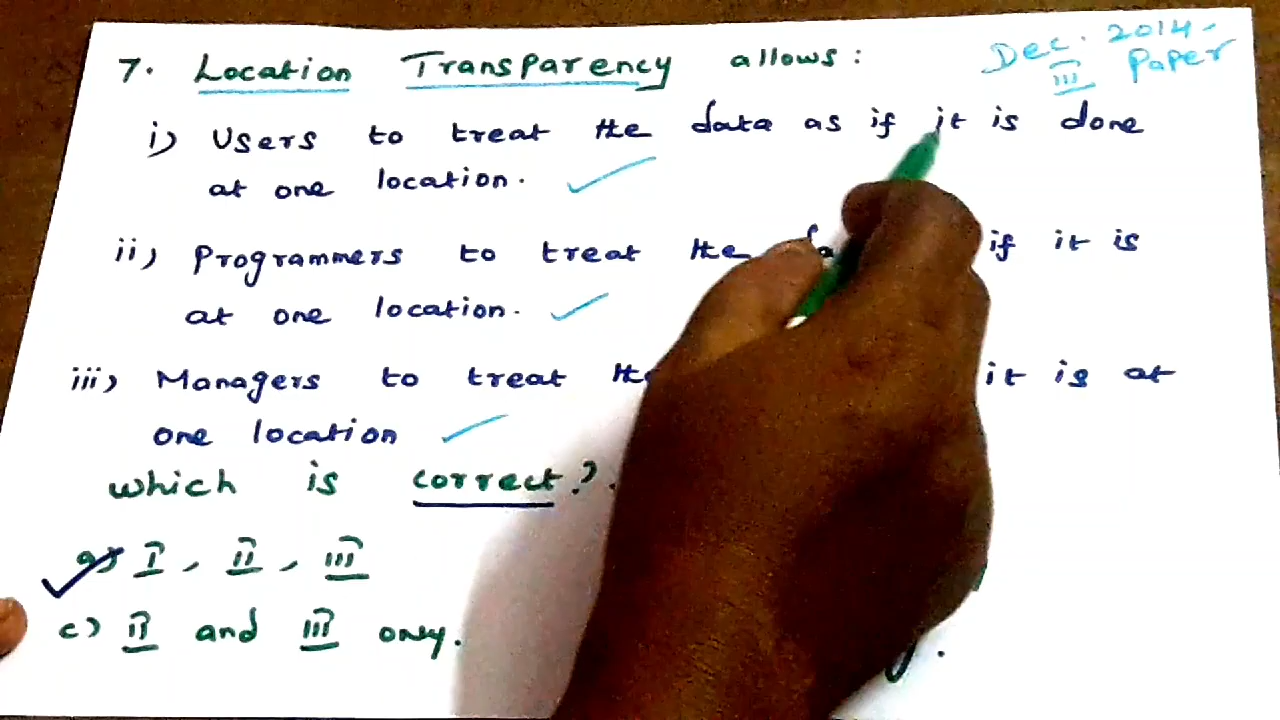 7. Location Transparency allows:
Dec. 2014-
III Paper
i) Users to treat the data as if it is done
at one location.
ii) Programmers to treat the if it is
at one location.
iii) Managers to treat it is at
one location
which is correct?.
a) I, II, III
c) II and III only.